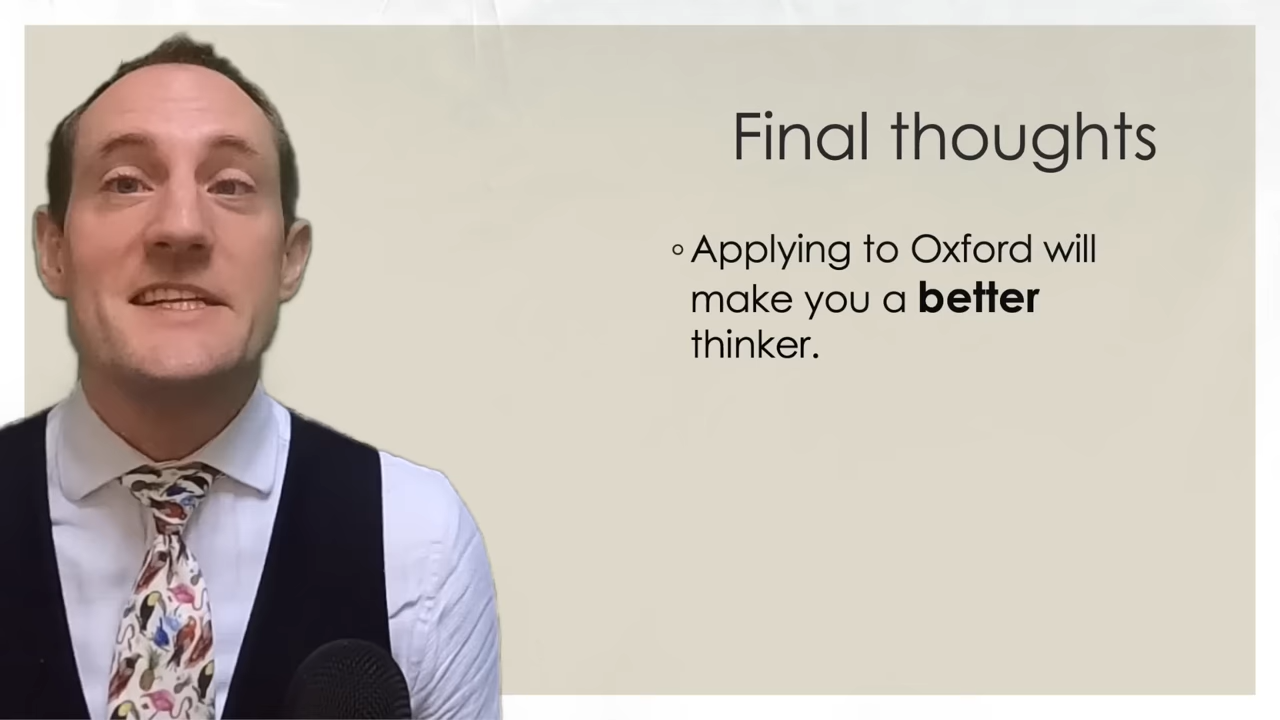 Final thoughts
◦Applying to Oxford will
make you a better
thinker.